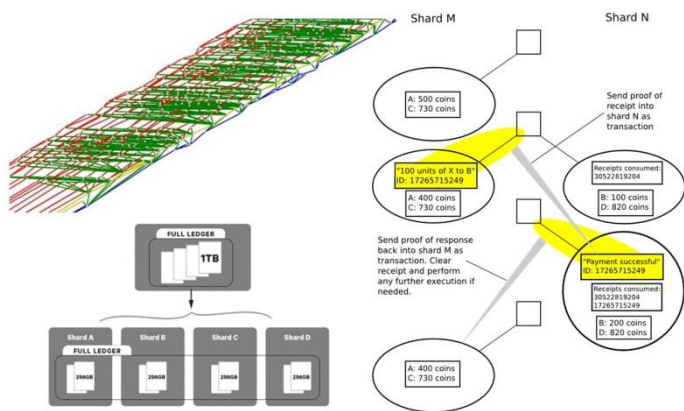 Shard M
Shard N
A: 500 coins
C: 730 coins
Send proof of
receipt into
shard N as
transaction
"100 units of X to B"
ID: 17265715249
A: 400 coins
C: 730 coins
Receipts consumed:
30522819204
B: 100 coins
D: 820 coins
Send proof of response
back into shard M as
transaction. Clear
receipt and perform
any further execution if
needed.
"Payment successful"
ID: 17265715249
Receipts consumed:
30522819204
17265715249
B: 200 coins
D: 820 coins
A: 400 coins
C: 730 coins
FULL LEDGER
1TB
Shard A
Shard B
Shard C
Shard D
FULL LEDGER
256GB
256GB
256GB
256GB